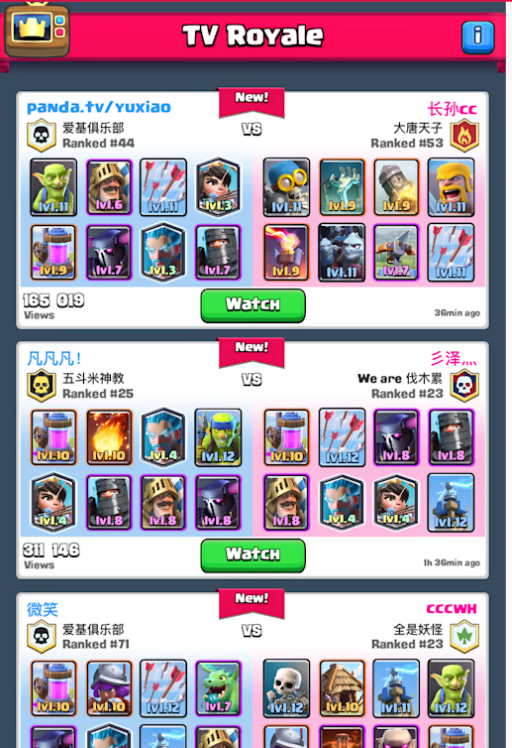 TV Royale
i
New!
panda.tv/yuxiao
VS
长孙cc
爱基俱乐部
大唐天子
Ranked #44
Ranked #53
lvl.11 lvl.6 lvl.11 lvl.3 lvl.11 lvl.9 lvl.9 lvl.11
lvl.9 lvl.7 lvl.3 lvl.7 lvl.9 lvl.11 lvl.7 lvl.11
165 019
Views
Watch
36min ago
New!
凡凡凡!
VS
五斗米神教
We are 伐木累
Ranked #25
Ranked #23
lvl.10 lvl.10 lvl.4 lvl.12 lvl.10 lvl.12 lvl.8 lvl.8
lvl.4 lvl.8 lvl.8 lvl.8 lvl.8 lvl.4 lvl.4 lvl.12
311 146
Views
Watch
1h 36min ago
New!
微笑
VS
cccWH
爱基俱乐部
全是妖怪
Ranked #71
Ranked #23
lvl.10 lvl.10 lvl.12 lvl.7 lvl.12 lvl.10 lvl.12 lvl.12